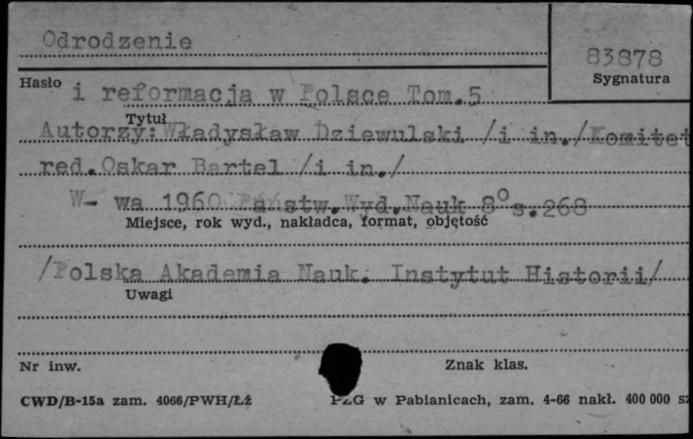 Odrodzenie
83878
Sygnatura
Hasło i reformacja w Polsce Tom.5
Tytuł
Autorzy: Władysław Dziewulski /i in./Komitet
red.Oskar Bartel /i in./
W- wa 1960 Państw.Wyd.Nauk 8° s.268
Miejsce, rok wyd., nakładca, format, objętość
/Polska Akademia Nauk. Instytut Historii/
Uwagi
Nr inw. Znak klas.
CWD/B-15a zam. 4066/PWH/Łż PZG w Pabianicach, zam. 4-66 nakł. 400 000